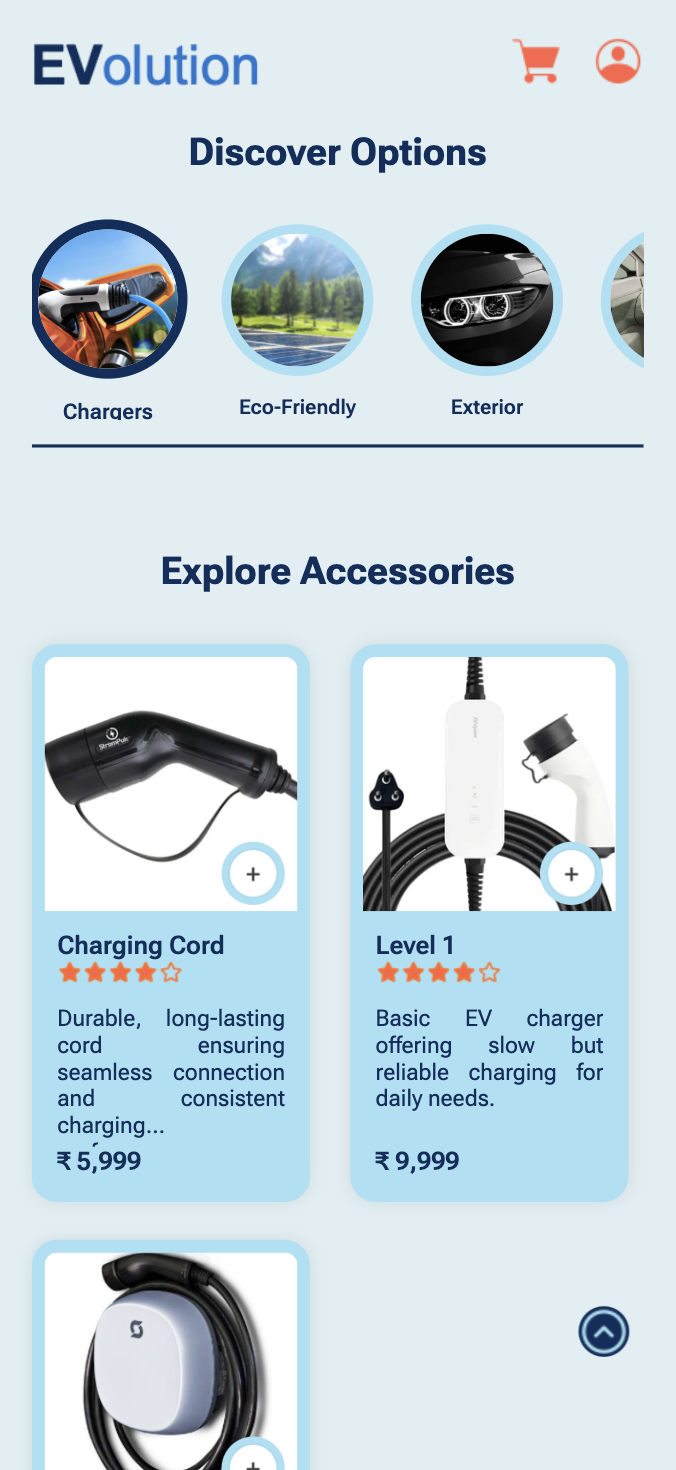 EVolution
Discover Options
Chargers
Eco-Friendly
Exterior
Explore Accessories
StromPuls
Charging Cord
Durable, long-lasting
cord ensuring
seamless connection
and consistent
charging...
₹ 5,999
Level 1
Basic EV charger
offering slow but
reliable charging for
daily needs.
₹ 9,999